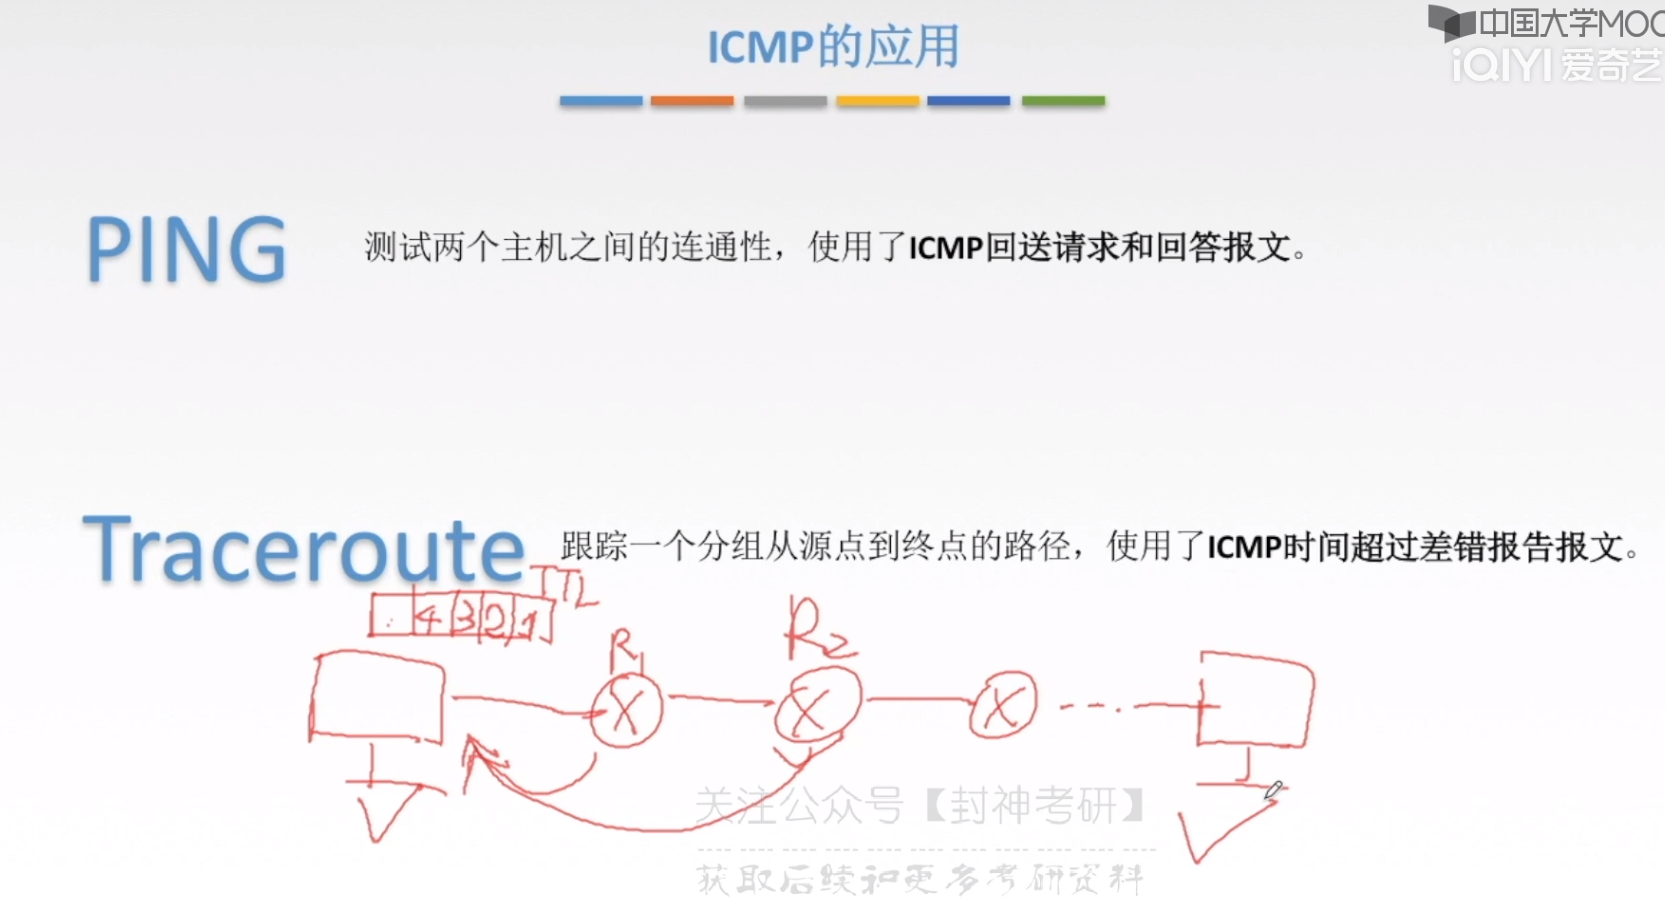 ICMP的应用
中国大学MOO
iQIYI 爱奇艺
PING
测试两个主机之间的连通性，使用了ICMP回送请求和回答报文。
Traceroute
跟踪一个分组从源点到终点的路径，使用了ICMP时间超过差错报告报文。
TTL
4 3 2 1
R1
R2
关注公众号【封神考研】
获取后续和更多考研资料